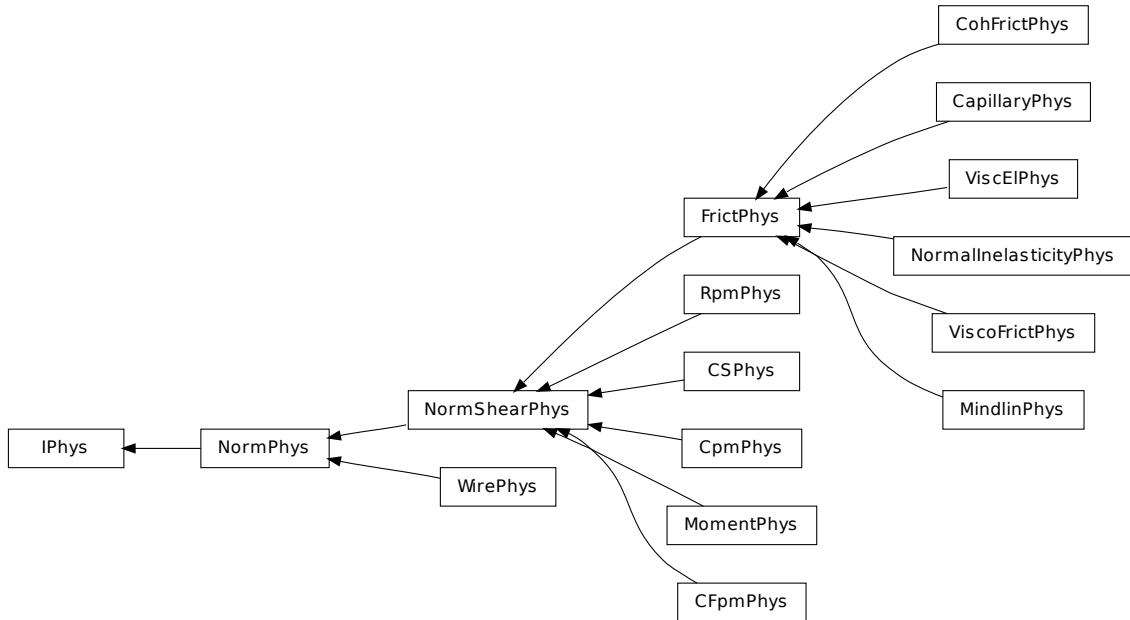 CohFrictPhys
CapillaryPhys
ViscElPhys
FrictPhys
NormalInelasticityPhys
RpmPhys
ViscoFrictPhys
CSPhys
NormShearPhys
MindlinPhys
IPhys
NormPhys
CpmPhys
WirePhys
MomentPhys
CFpmPhys